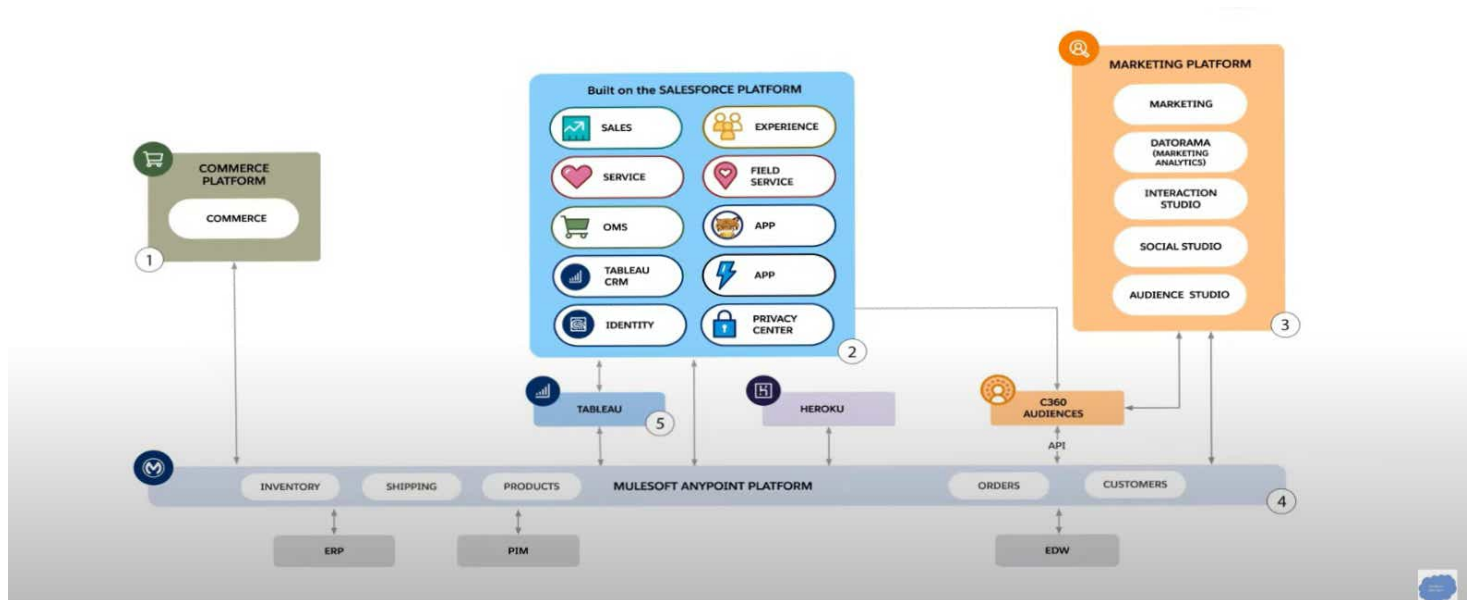 MARKETING PLATFORM
MARKETING
DATORAMA
(MARKETING
ANALYTICS)
INTERACTION
STUDIO
SOCIAL STUDIO
AUDIENCE STUDIO
3
Built on the SALESFORCE PLATFORM
SALES
EXPERIENCE
SERVICE
FIELD
SERVICE
OMS
APP
TABLEAU
CRM
APP
IDENTITY
PRIVACY
CENTER
2
COMMERCE
PLATFORM
COMMERCE
1
TABLEAU
5
HEROKU
C360
AUDIENCES
API
INVENTORY
SHIPPING
PRODUCTS
MULESOFT ANYPOINT PLATFORM
ORDERS
CUSTOMERS
4
ERP
PIM
EDW